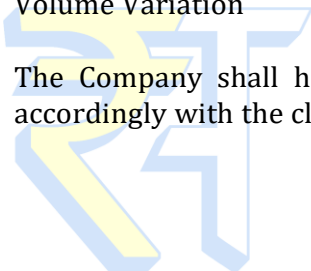 Volume Variation
The Company shall h
accordingly with the cl